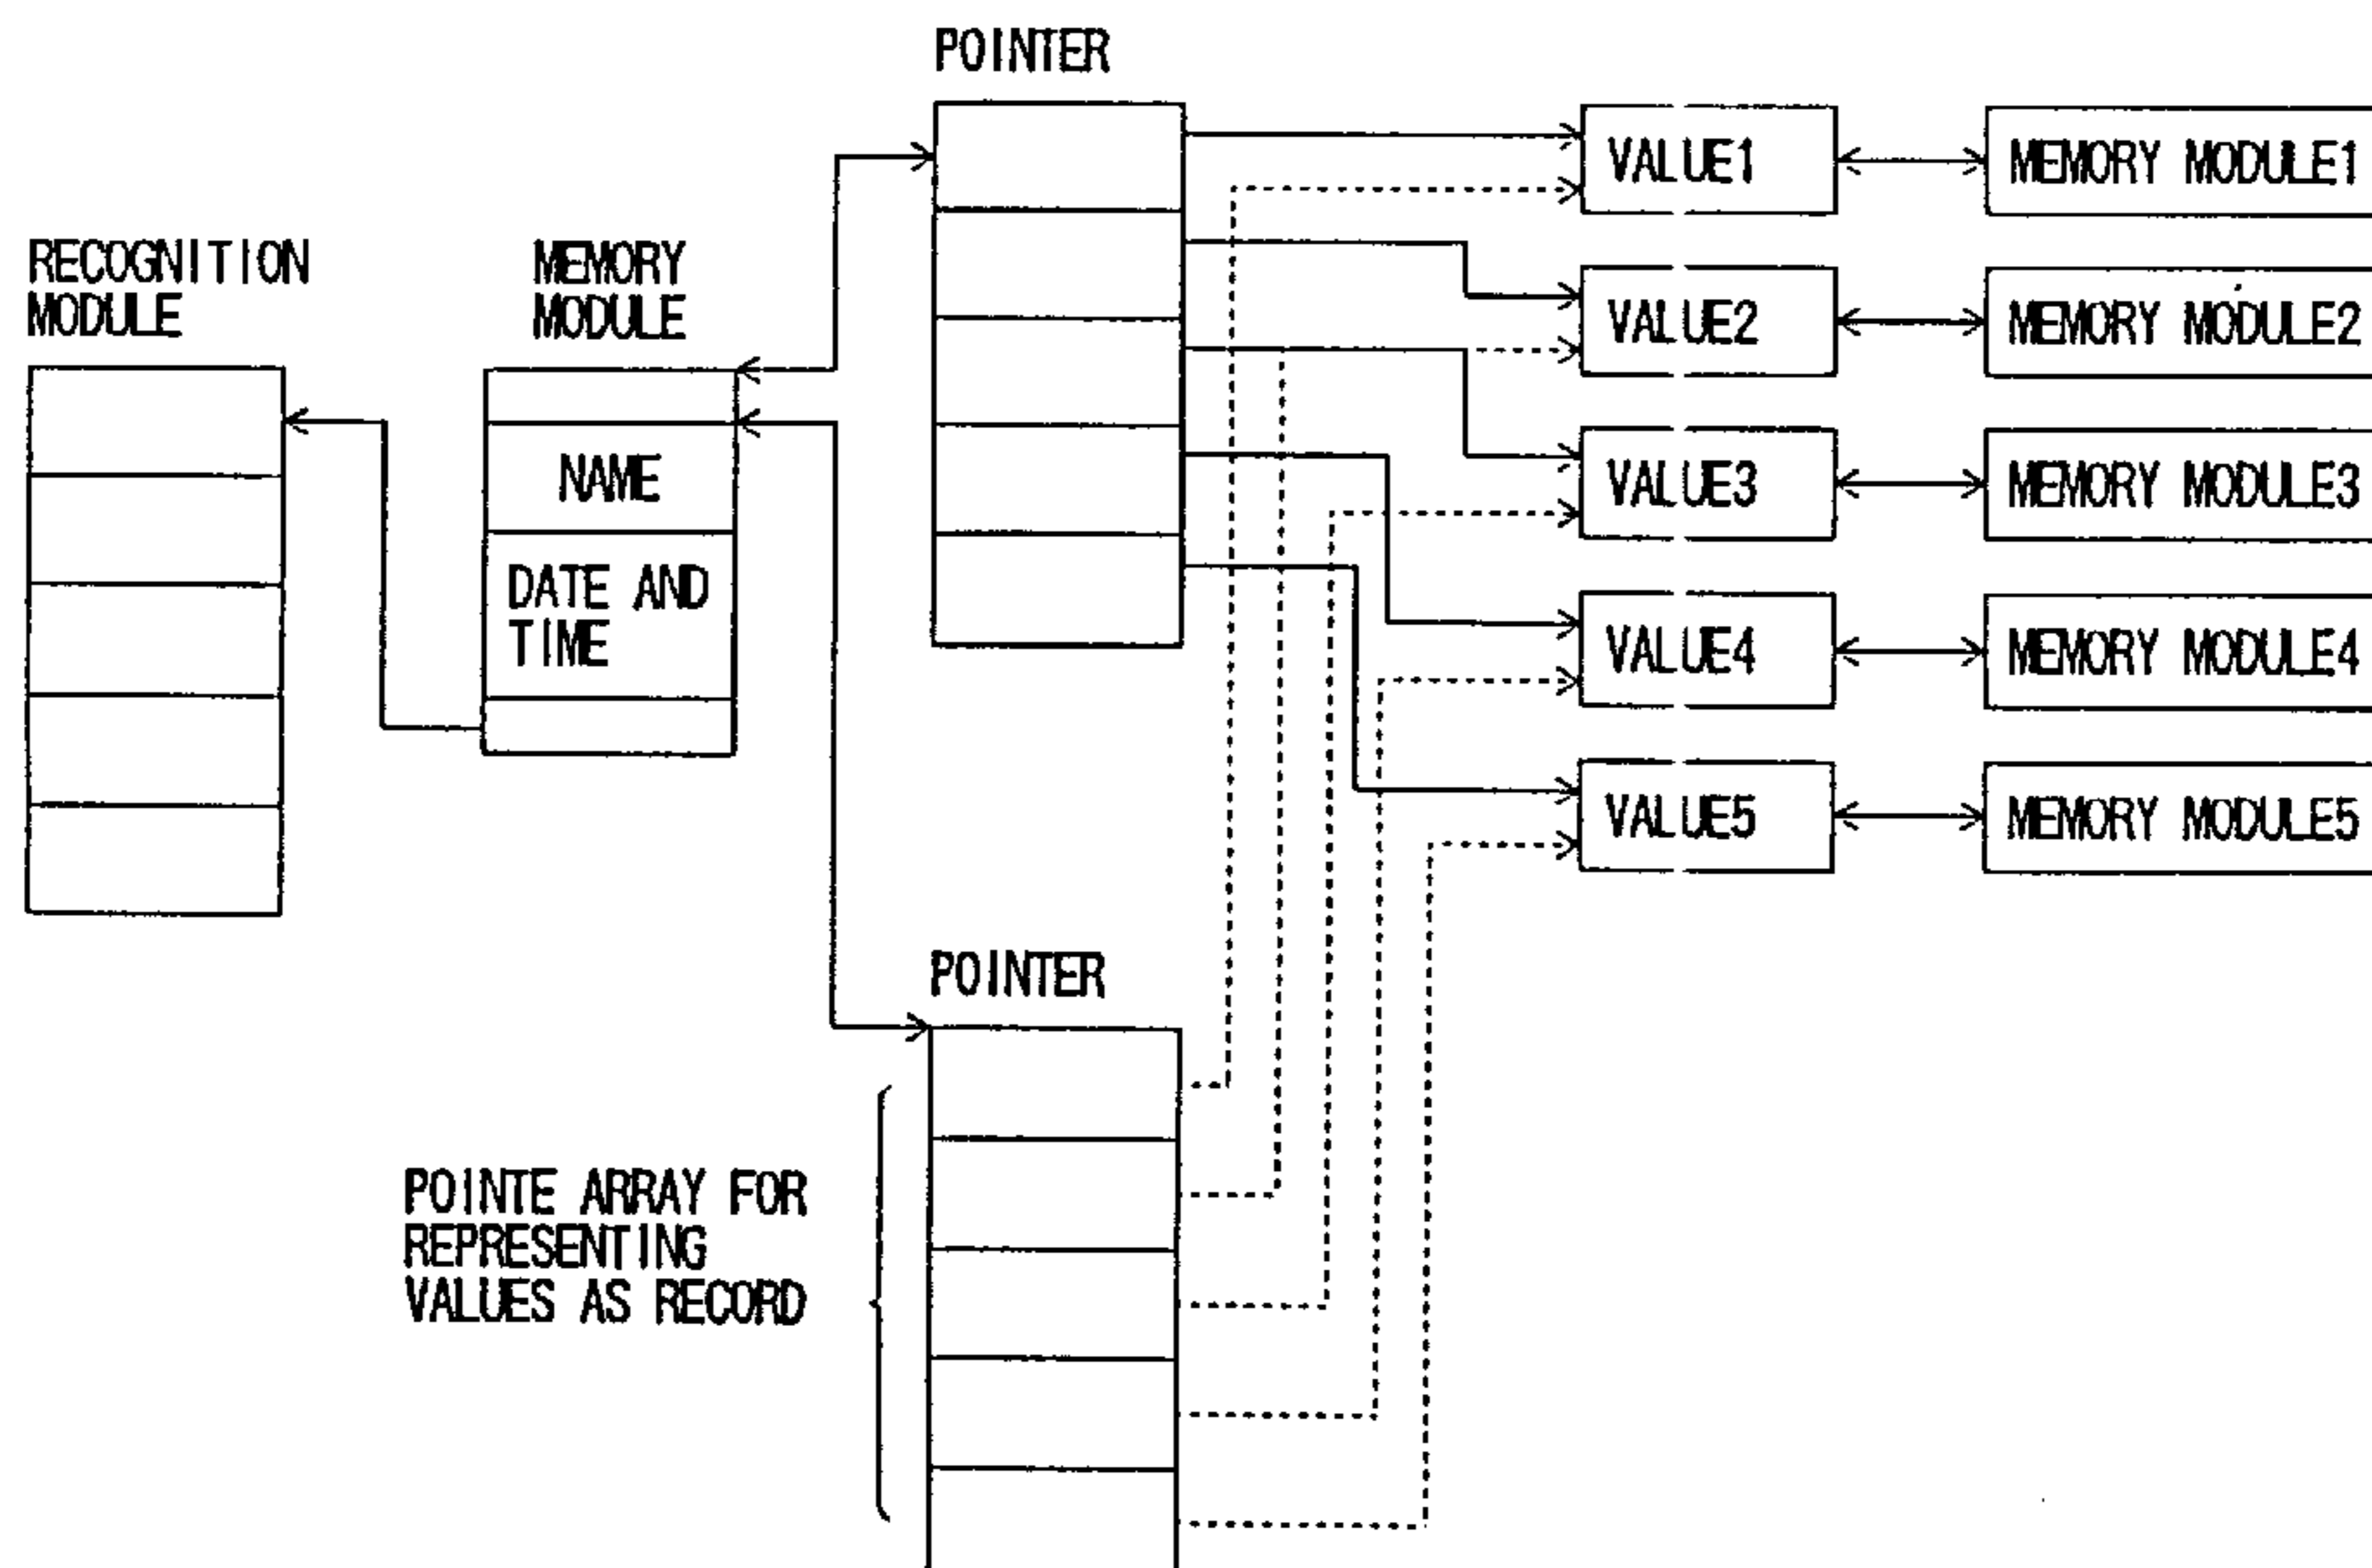 POINTER
RECOGNITION
MODULE
MEMORY
MODULE
NAME
DATE AND
TIME
VALUE1
MEMORY MODULE1
VALUE2
MEMORY MODULE2
VALUE3
MEMORY MODULE3
VALUE4
MEMORY MODULE4
VALUE5
MEMORY MODULE5
POINTER
POINTE ARRAY FOR
REPRESENTING
VALUES AS RECORD